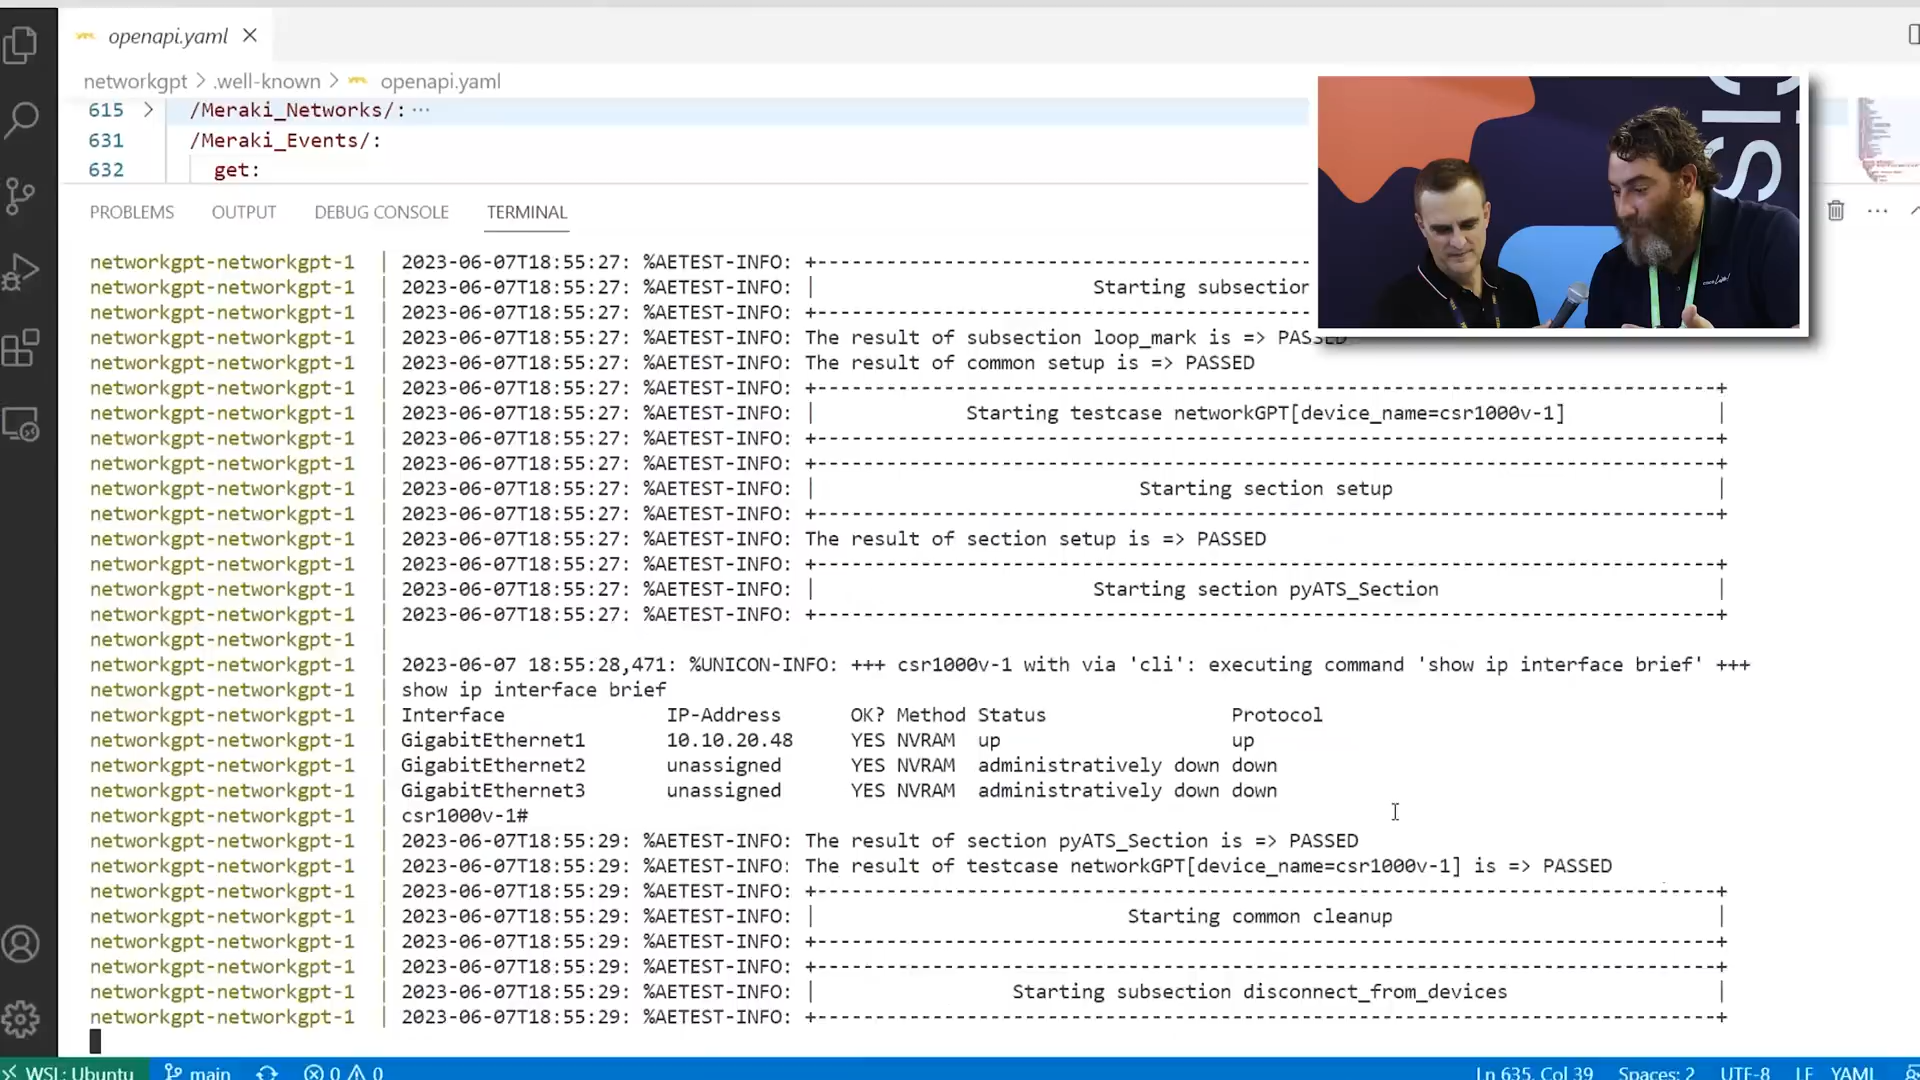 openapi.yaml
networkgpt > .well-known > openapi.yaml
615 > /Meraki_Networks/: ...
631 /Meraki_Events/:
632 get:
PROBLEMS OUTPUT DEBUG CONSOLE TERMINAL
networkgpt-networkgpt-1 | 2023-06-07T18:55:27: %AETEST-INFO: +-------------------------------------------
networkgpt-networkgpt-1 | 2023-06-07T18:55:27: %AETEST-INFO: | Starting subsection
networkgpt-networkgpt-1 | 2023-06-07T18:55:27: %AETEST-INFO: +-------------------------------------------
networkgpt-networkgpt-1 | 2023-06-07T18:55:27: %AETEST-INFO: The result of subsection loop_mark is => PASSED
networkgpt-networkgpt-1 | 2023-06-07T18:55:27: %AETEST-INFO: The result of common setup is => PASSED
networkgpt-networkgpt-1 | 2023-06-07T18:55:27: %AETEST-INFO: +------------------------------------------------------------------------------+
networkgpt-networkgpt-1 | 2023-06-07T18:55:27: %AETEST-INFO: | Starting testcase networkGPT[device_name=csr1000v-1] |
networkgpt-networkgpt-1 | 2023-06-07T18:55:27: %AETEST-INFO: +------------------------------------------------------------------------------+
networkgpt-networkgpt-1 | 2023-06-07T18:55:27: %AETEST-INFO: +------------------------------------------------------------------------------+
networkgpt-networkgpt-1 | 2023-06-07T18:55:27: %AETEST-INFO: | Starting section setup |
networkgpt-networkgpt-1 | 2023-06-07T18:55:27: %AETEST-INFO: +------------------------------------------------------------------------------+
networkgpt-networkgpt-1 | 2023-06-07T18:55:27: %AETEST-INFO: The result of section setup is => PASSED
networkgpt-networkgpt-1 | 2023-06-07T18:55:27: %AETEST-INFO: +------------------------------------------------------------------------------+
networkgpt-networkgpt-1 | 2023-06-07T18:55:27: %AETEST-INFO: | Starting section pyATS_Section |
networkgpt-networkgpt-1 | 2023-06-07T18:55:27: %AETEST-INFO: +------------------------------------------------------------------------------+
networkgpt-networkgpt-1 |
networkgpt-networkgpt-1 | 2023-06-07 18:55:28,471: %UNICON-INFO: +++ csr1000v-1 with via 'cli': executing command 'show ip interface brief' +++
networkgpt-networkgpt-1 | show ip interface brief
networkgpt-networkgpt-1 | Interface IP-Address OK? Method Status Protocol
networkgpt-networkgpt-1 | GigabitEthernet1 10.10.20.48 YES NVRAM up up
networkgpt-networkgpt-1 | GigabitEthernet2 unassigned YES NVRAM administratively down down
networkgpt-networkgpt-1 | GigabitEthernet3 unassigned YES NVRAM administratively down down
networkgpt-networkgpt-1 | csr1000v-1#
networkgpt-networkgpt-1 | 2023-06-07T18:55:29: %AETEST-INFO: The result of section pyATS_Section is => PASSED
networkgpt-networkgpt-1 | 2023-06-07T18:55:29: %AETEST-INFO: The result of testcase networkGPT[device_name=csr1000v-1] is => PASSED
networkgpt-networkgpt-1 | 2023-06-07T18:55:29: %AETEST-INFO: +------------------------------------------------------------------------------+
networkgpt-networkgpt-1 | 2023-06-07T18:55:29: %AETEST-INFO: | Starting common cleanup |
networkgpt-networkgpt-1 | 2023-06-07T18:55:29: %AETEST-INFO: +------------------------------------------------------------------------------+
networkgpt-networkgpt-1 | 2023-06-07T18:55:29: %AETEST-INFO: +------------------------------------------------------------------------------+
networkgpt-networkgpt-1 | 2023-06-07T18:55:29: %AETEST-INFO: | Starting subsection disconnect_from_devices |
networkgpt-networkgpt-1 | 2023-06-07T18:55:29: %AETEST-INFO: +------------------------------------------------------------------------------+
WSL: Ubuntu main 0 0 Ln 635, Col 39 Spaces: 2 UTF-8 LF YAML